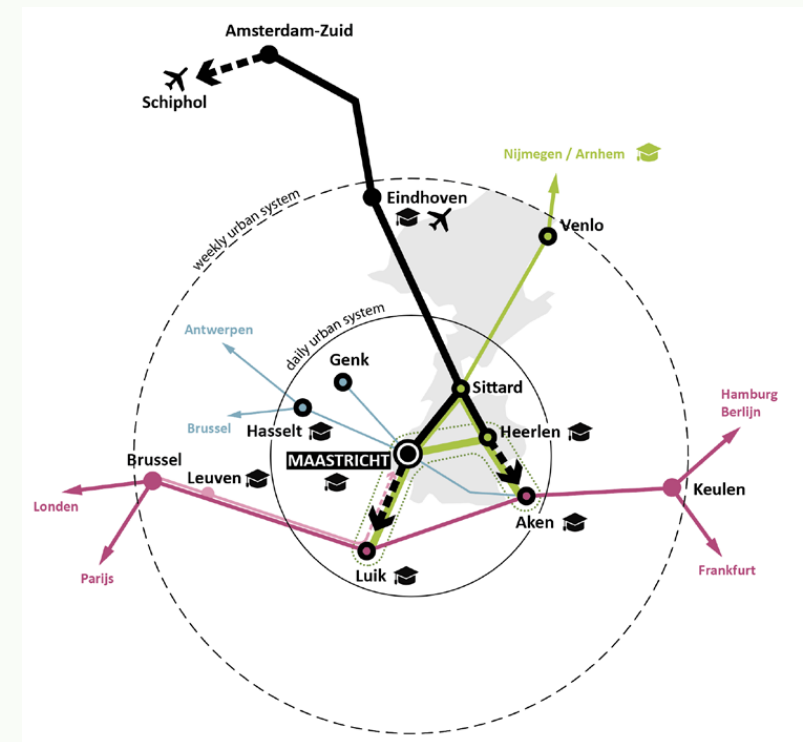 Amsterdam-Zuid
Schiphol
Nijmegen / Arnhem
Eindhoven
Venlo
weekly urban system
daily urban system
Antwerpen
Genk
Sittard
Hamburg
Berlijn
Brussel
Hasselt
Heerlen
MAASTRICHT
Brussel
Leuven
Keulen
Londen
Aken
Parijs
Luik
Frankfurt